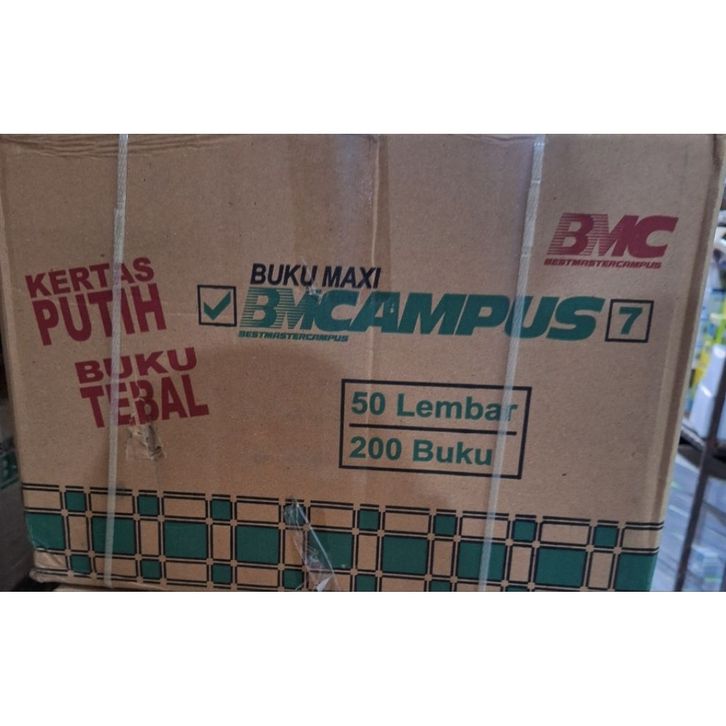 KERTAS
PUTIH
BUKU
TEBAL
BUKU MAXI
BMCAMPUS 7
BESTMASTERCAMPUS
50 Lembar
200 Buku
BMC
BESTMASTERCAMPUS